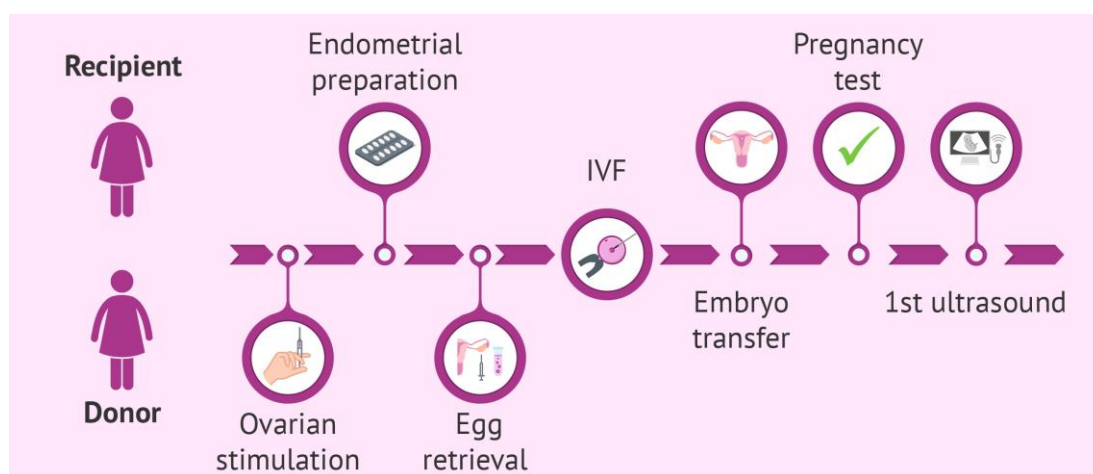 Recipient
Endometrial
preparation
Pregnancy
test
IVF
Embryo
transfer
1st ultrasound
Donor
Ovarian
stimulation
Egg
retrieval